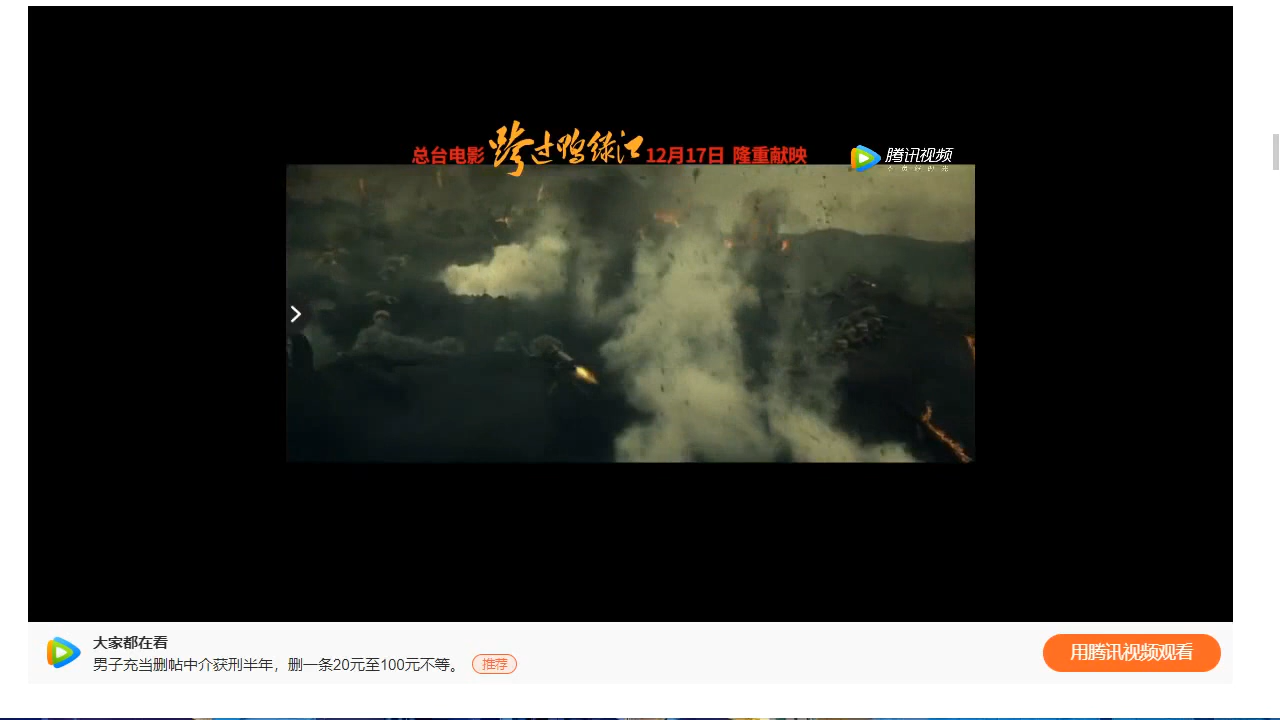 总台电影 跨过鸭绿江 12月17日 隆重献映
腾讯视频
大家都在看
男子充当删帖中介获刑半年，删一条20元至100元不等。 推荐
用腾讯视频观看